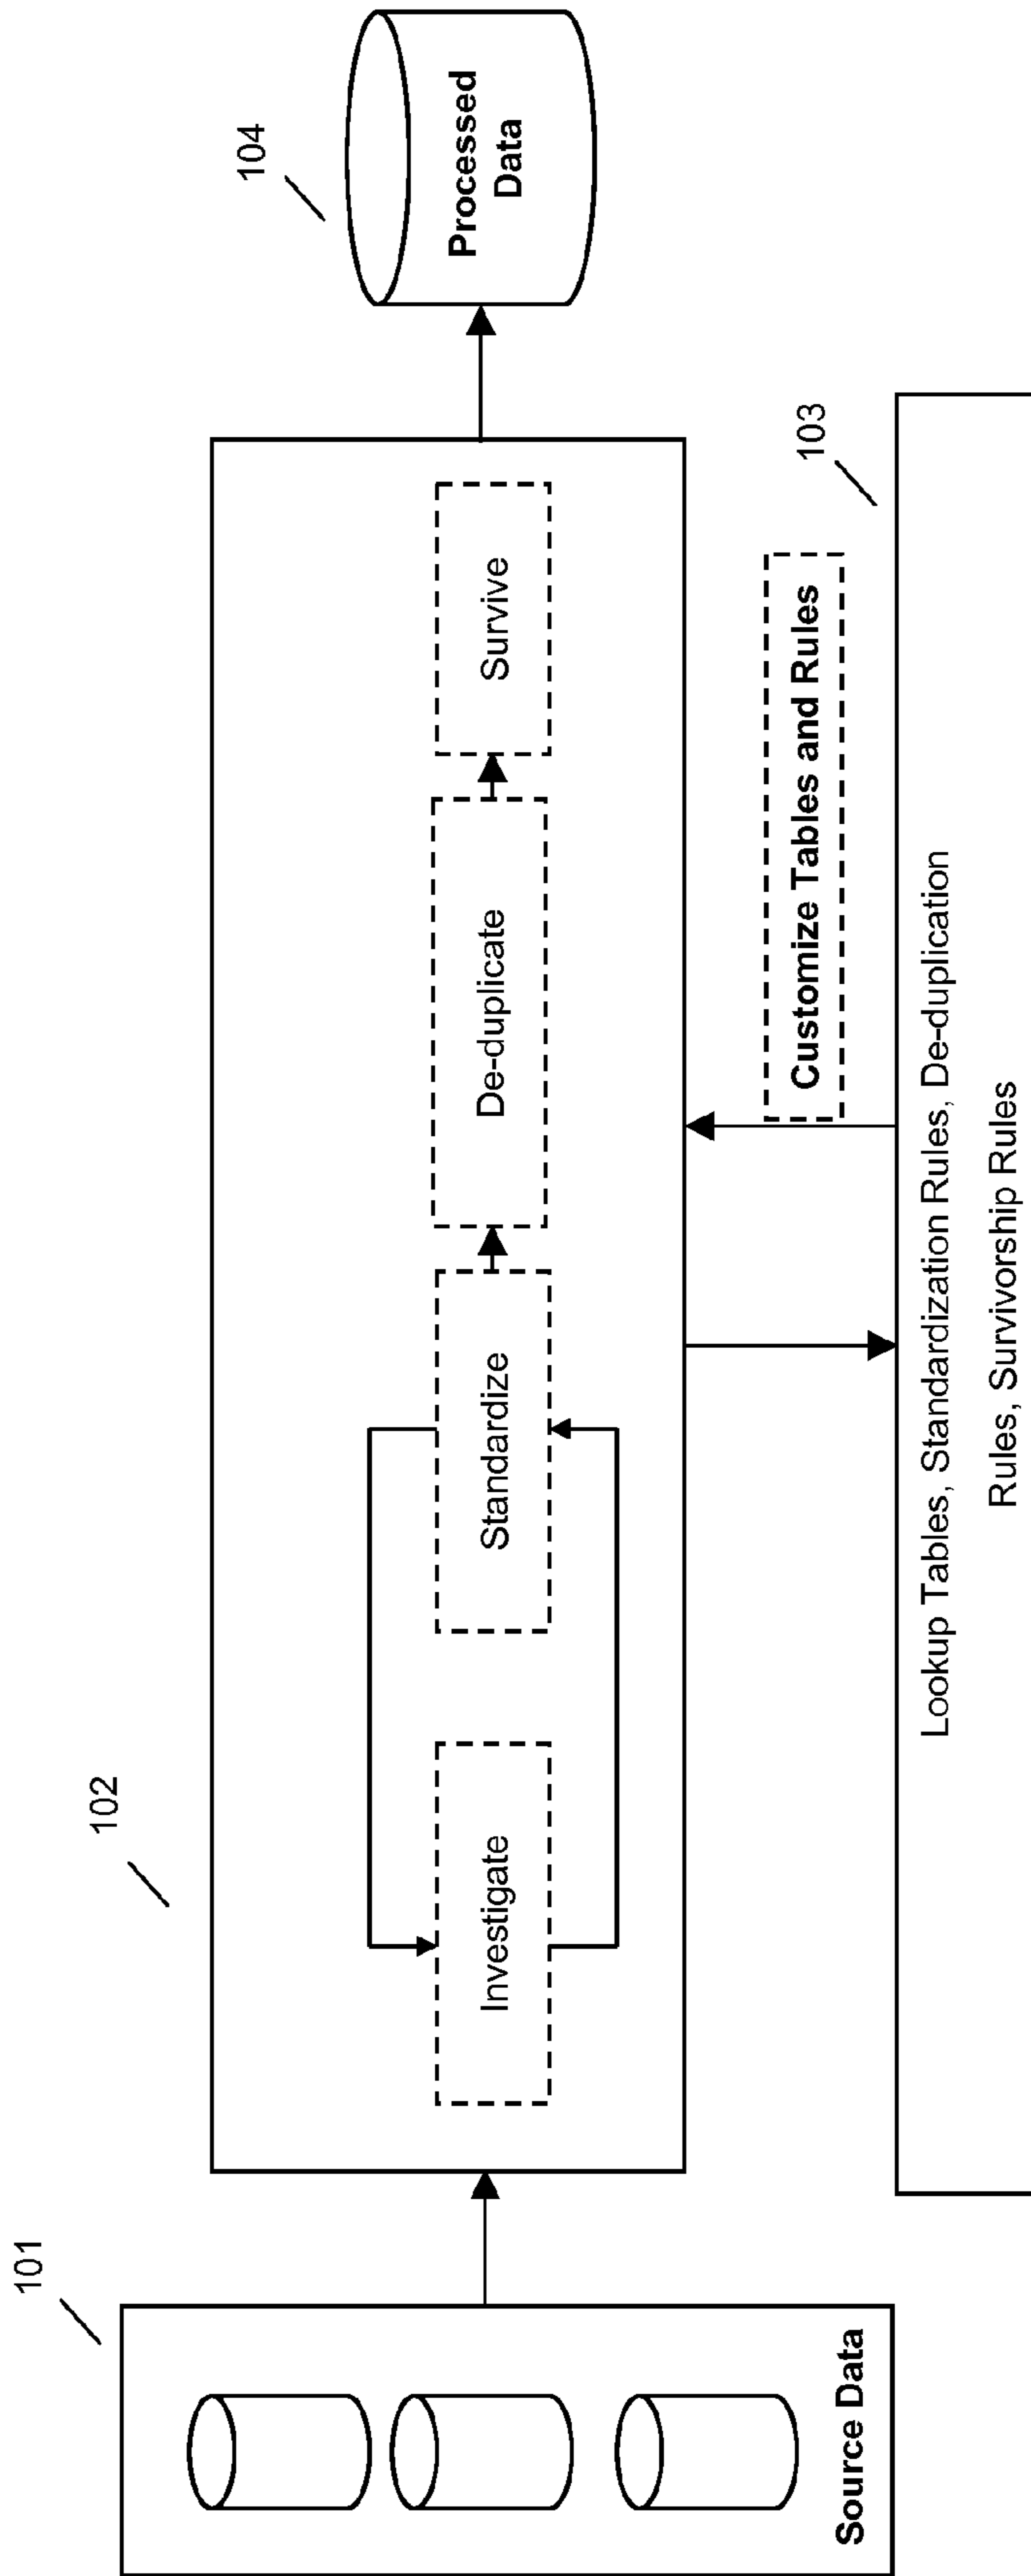 101
Source Data
102
Investigate
Standardize
De-duplicate
Survive
104
Processed
Data
103
Customize Tables and Rules
Lookup Tables, Standardization Rules, De-duplication
Rules, Survivorship Rules